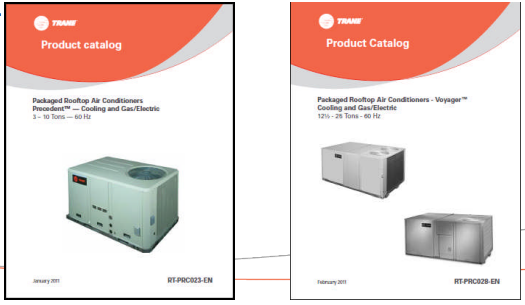 TRANE
Product catalog
Packaged Rooftop Air Conditioners
Precedent™ — Cooling and Gas/Electric
3 – 10 Tons — 60 Hz
January 2011
RT-PRC023-EN
TRANE
Product Catalog
Packaged Rooftop Air Conditioners - Voyager™
Cooling and Gas/Electric
12½ - 25 Tons - 60 Hz
February 2011
RT-PRC028-EN